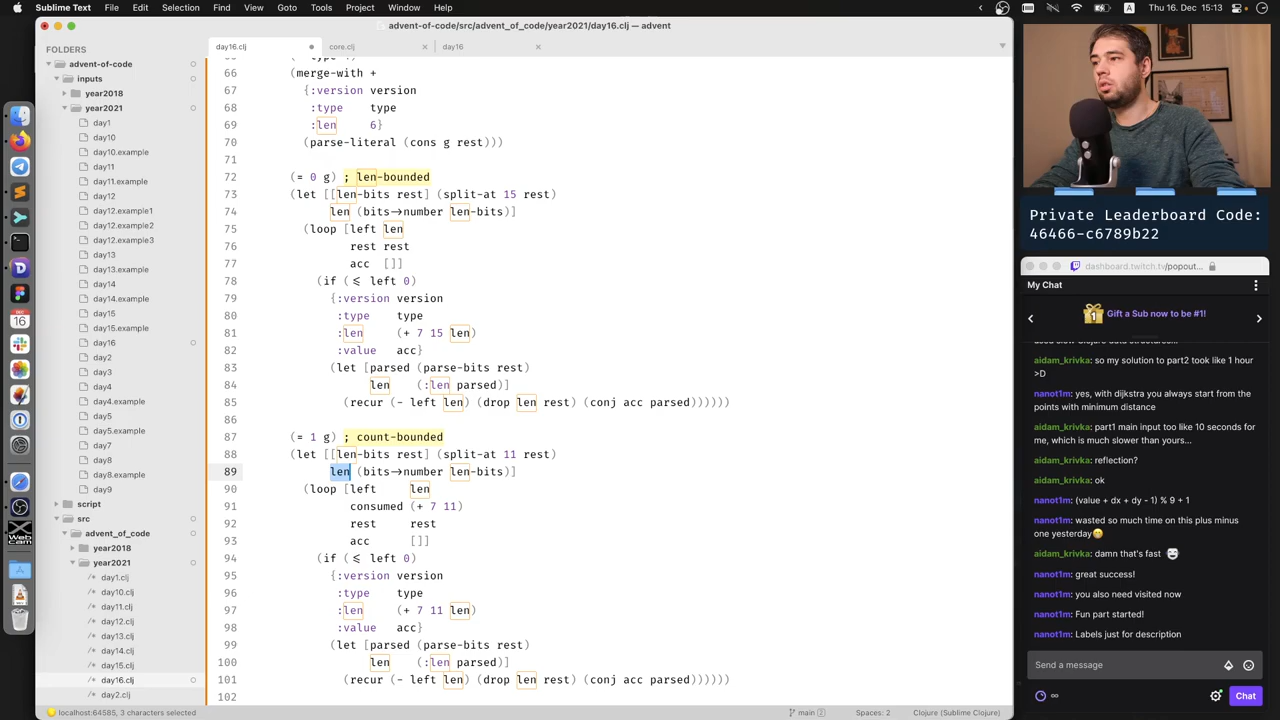 Sublime Text File Edit Selection Find View Goto Tools Project Window Help
Thu 16. Dec 15:13
advent-of-code/src/advent_of_code/year2021/day16.clj — advent
FOLDERS
advent-of-code
inputs
year2018
year2021
day1
day10
day10.example
day11
day11.example
day12
day12.example1
day12.example2
day12.example3
day13
day13.example
day14
day14.example
day15
day15.example
day16
day2
day3
day4
day4.example
day5
day5.example
day6
day7
day8
day8.example
day9
script
src
advent_of_code
year2018
year2021
day1.clj
day10.clj
day11.clj
day12.clj
day13.clj
day14.clj
day15.clj
day16.clj
day2.clj
day16.clj core.clj day16
66 (merge-with +
67 {:version version
68 :type type
69 :len 6}
70 (parse-literal (cons g rest)))
71
72 (= 0 g) ; len-bounded
73 (let [[len-bits rest] (split-at 15 rest)
74 len (bits->number len-bits)]
75 (loop [left len
76 rest rest
77 acc []]
78 (if (<= left 0)
79 {:version version
80 :type type
81 :len (+ 7 15 len)
82 :value acc}
83 (let [parsed (parse-bits rest)
84 len (:len parsed)]
85 (recur (- left len) (drop len rest) (conj acc parsed))))))
86
87 (= 1 g) ; count-bounded
88 (let [[len-bits rest] (split-at 11 rest)
89 len (bits->number len-bits)]
90 (loop [left len
91 consumed (+ 7 11)
92 rest rest
93 acc []]
94 (if (<= left 0)
95 {:version version
96 :type type
97 :len (+ 7 11 len)
98 :value acc}
99 (let [parsed (parse-bits rest)
100 len (:len parsed)]
101 (recur (- left len) (drop len rest) (conj acc parsed))))))
102
localhost:64585, 3 characters selected
main 2 Spaces: 2 Clojure (Sublime Clojure)
Private Leaderboard Code:
46466-c6789b22
dashboard.twitch.tv/popout...
My Chat
Gift a Sub now to be #1!
aidam_krivka: so my solution to part2 took like 1 hour
>D
nanot1m: yes, with dijkstra you always start from the
points with minimum distance
aidam_krivka: part1 main input too like 10 seconds for
me, which is much slower than yours...
aidam_krivka: reflection?
aidam_krivka: ok
nanot1m: (value + dx + dy - 1) % 9 + 1
nanot1m: wasted so much time on this plus minus
one yesterday
aidam_krivka: damn that's fast
nanot1m: great success!
nanot1m: you also need visited now
nanot1m: Fun part started!
nanot1m: Labels just for description
Send a message
Chat